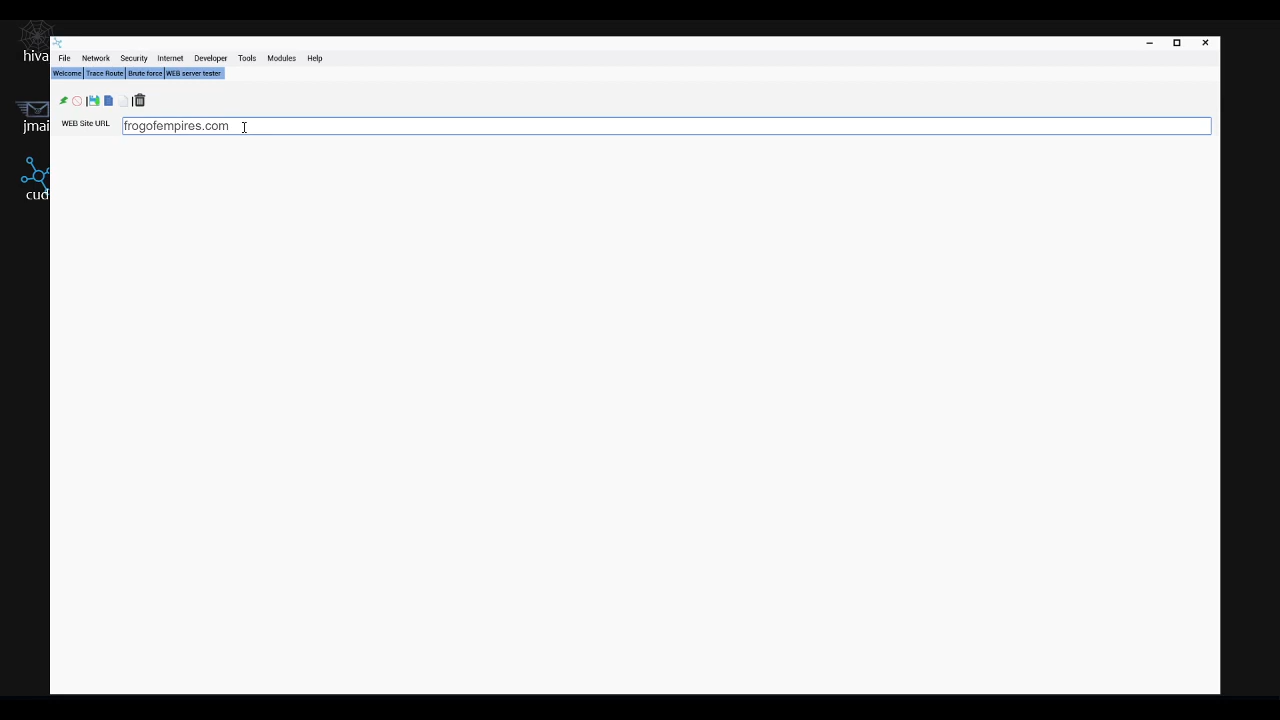 hiva
jmai
cud
File Network Security Internet Developer Tools Modules Help
Welcome Trace Route Brute force WEB server tester
WEB Site URL frogofempires.com